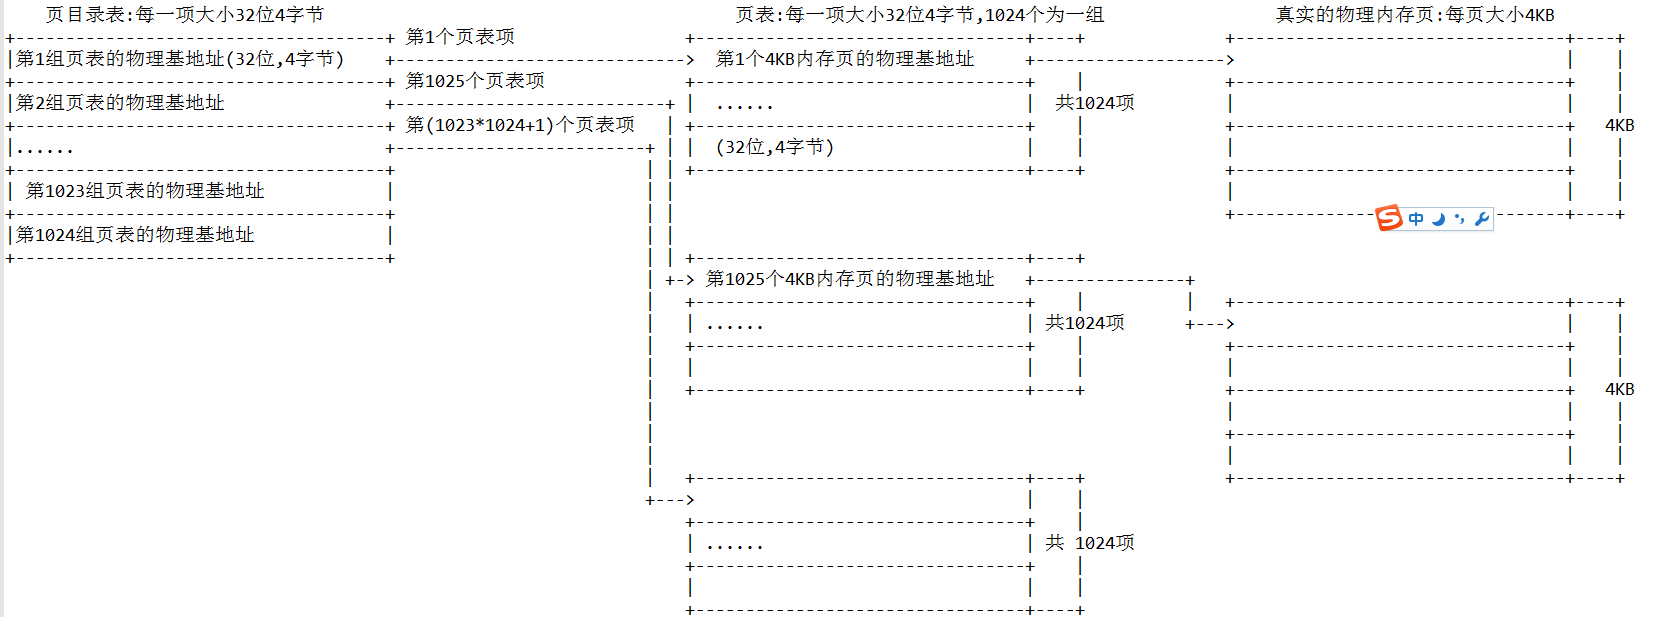 页目录表:每一项大小32位4字节
页表:每一项大小32位4字节,1024个为一组
真实的物理内存页:每页大小4KB
第1个页表项
第1组页表的物理基地址(32位,4字节)
第1个4KB内存页的物理基地址
第1025个页表项
第2组页表的物理基地址
......
共1024项
第(1023*1024+1)个页表项
4KB
......
(32位,4字节)
第1023组页表的物理基地址
中
第1024组页表的物理基地址
第1025个4KB内存页的物理基地址
......
共1024项
4KB
......
共 1024项